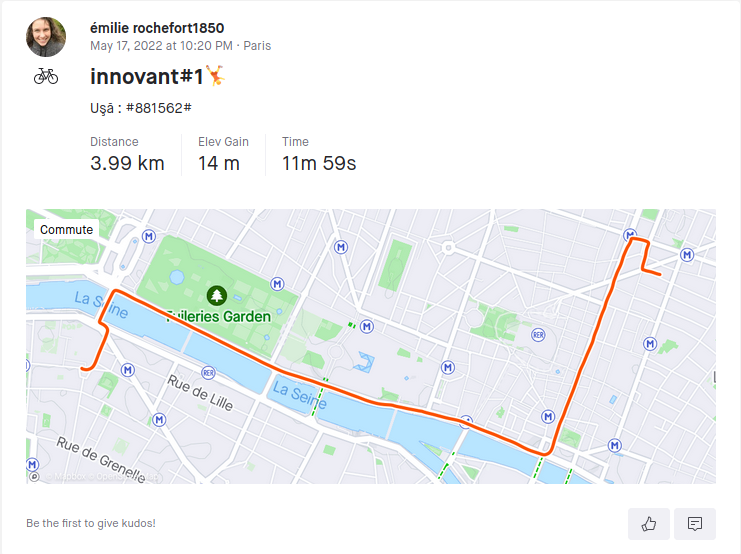 émilie rochefort1850
May 17, 2022 at 10:20 PM · Paris
innovant#1🤸
Uşā : #881562#
Distance
Elev Gain
Time
3.99 km
14 m
11m 59s
Commute
M
M
M
M
M
La Seine
Tuileries Garden
M
RER
M
M
M
RER
Rue de Lille
La Seine
M
M
M
Rue de Grenelle
M
Be the first to give kudos!